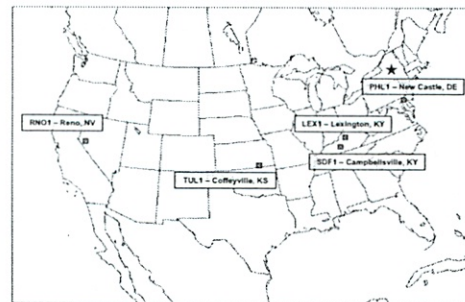 PHL1 – New Castle, DE
RNO1 – Reno, NV
LEX1 – Lexington, KY
SDF1 – Campbellsville, KY
TUL1 – Coffeyville, KS